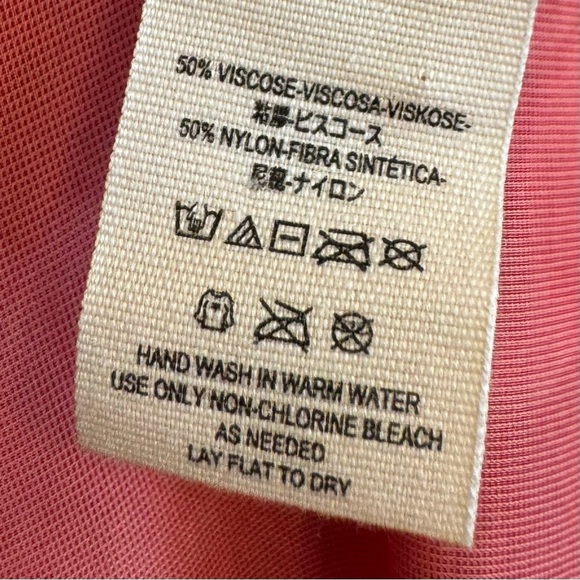 50% VISCOSE-VISCOSA-VISKOSE-
粘膠-ビスコース
50% NYLON-FIBRA SINTÉTICA-
尼龍-ナイロン
HAND WASH IN WARM WATER
USE ONLY NON-CHLORINE BLEACH
AS NEEDED
LAY FLAT TO DRY